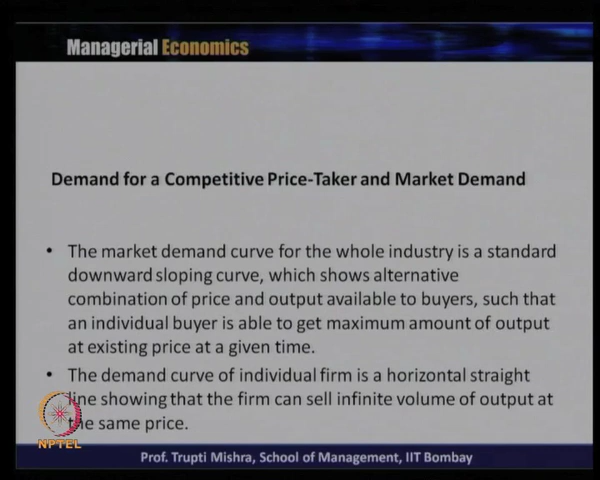 Managerial Economics
Demand for a Competitive Price-Taker and Market Demand
• The market demand curve for the whole industry is a standard
downward sloping curve, which shows alternative
combination of price and output available to buyers, such that
an individual buyer is able to get maximum amount of output
at existing price at a given time.
• The demand curve of individual firm is a horizontal straight
line showing that the firm can sell infinite volume of output at
the same price.
NPTEL
Prof. Trupti Mishra, School of Management, IIT Bombay